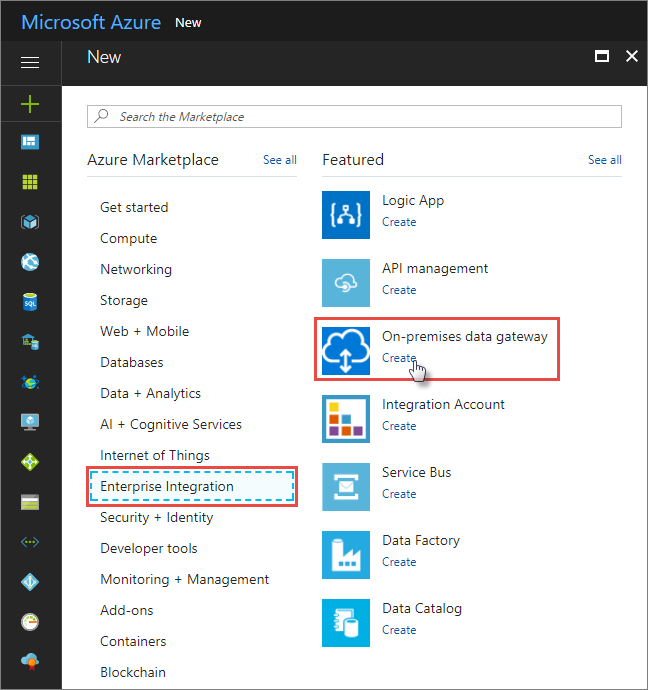 Microsoft Azure New
New
Search the Marketplace
Azure Marketplace See all
Get started
Compute
Networking
Storage
Web + Mobile
Databases
Data + Analytics
AI + Cognitive Services
Internet of Things
Enterprise Integration
Security + Identity
Developer tools
Monitoring + Management
Add-ons
Containers
Blockchain
Featured See all
Logic App
Create
API management
Create
On-premises data gateway
Create
Integration Account
Create
Service Bus
Create
Data Factory
Create
Data Catalog
Create
SQL